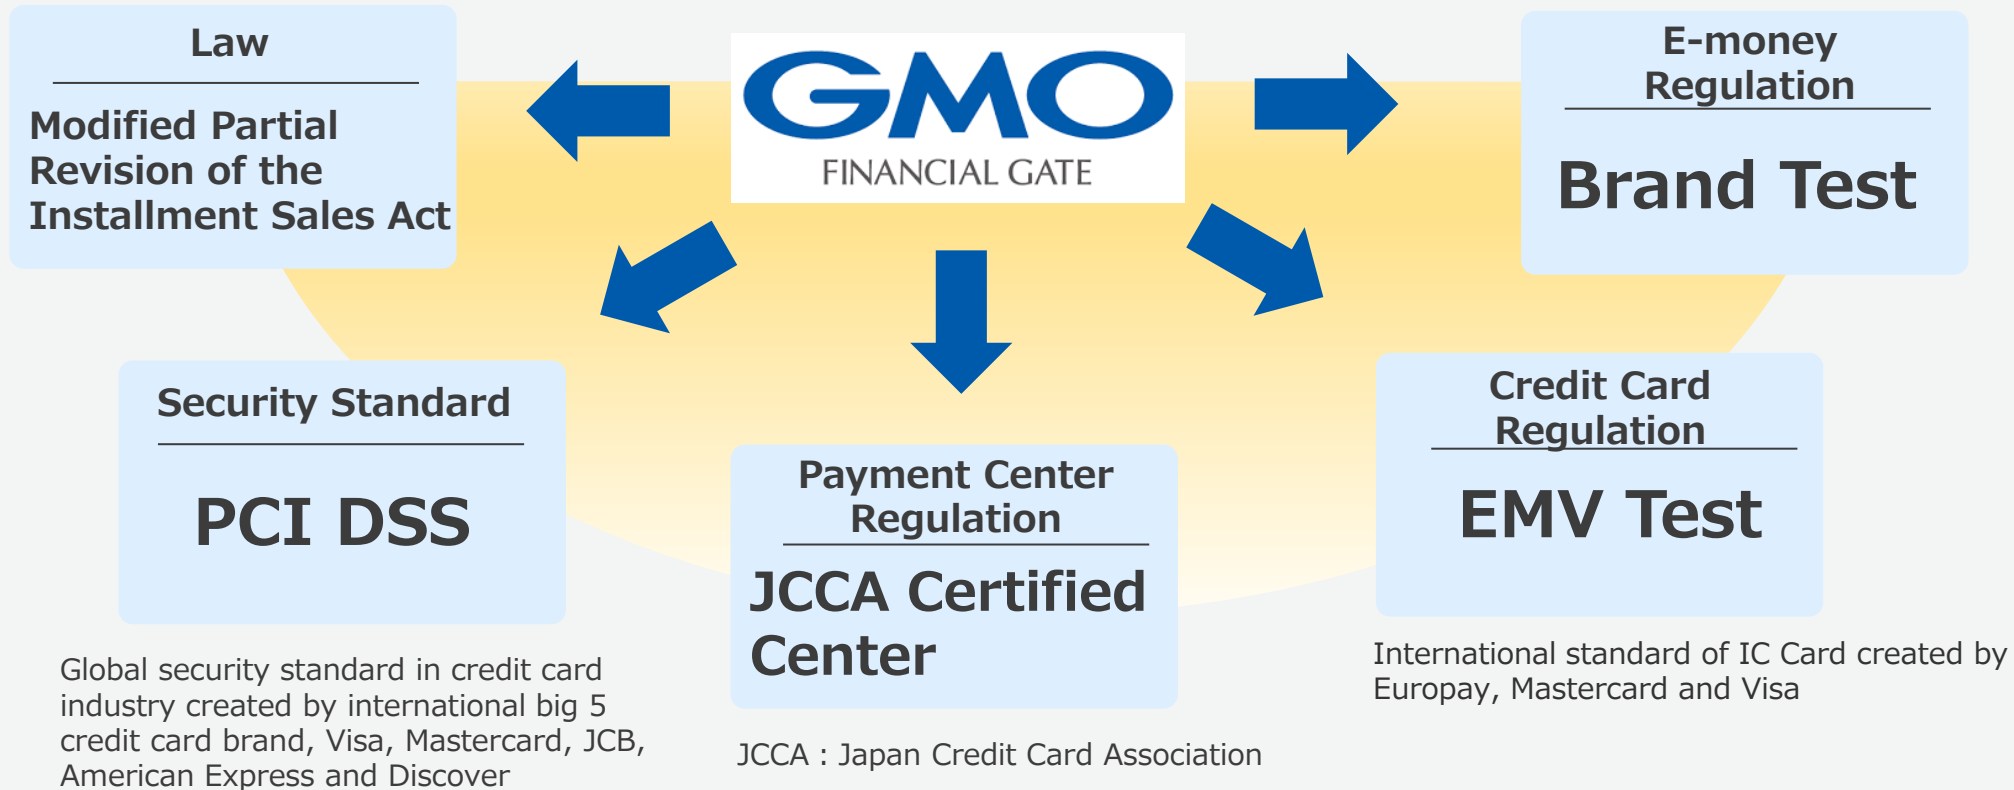 Law
Modified Partial
Revision of the
Installment Sales Act
GMO
FINANCIAL GATE
E-money
Regulation
Brand Test
Security Standard
PCI DSS
Global security standard in credit card
industry created by international big 5
credit card brand, Visa, Mastercard, JCB,
American Express and Discover
Payment Center
Regulation
JCCA Certified
Center
JCCA : Japan Credit Card Association
Credit Card
Regulation
EMV Test
International standard of IC Card created by
Europay, Mastercard and Visa